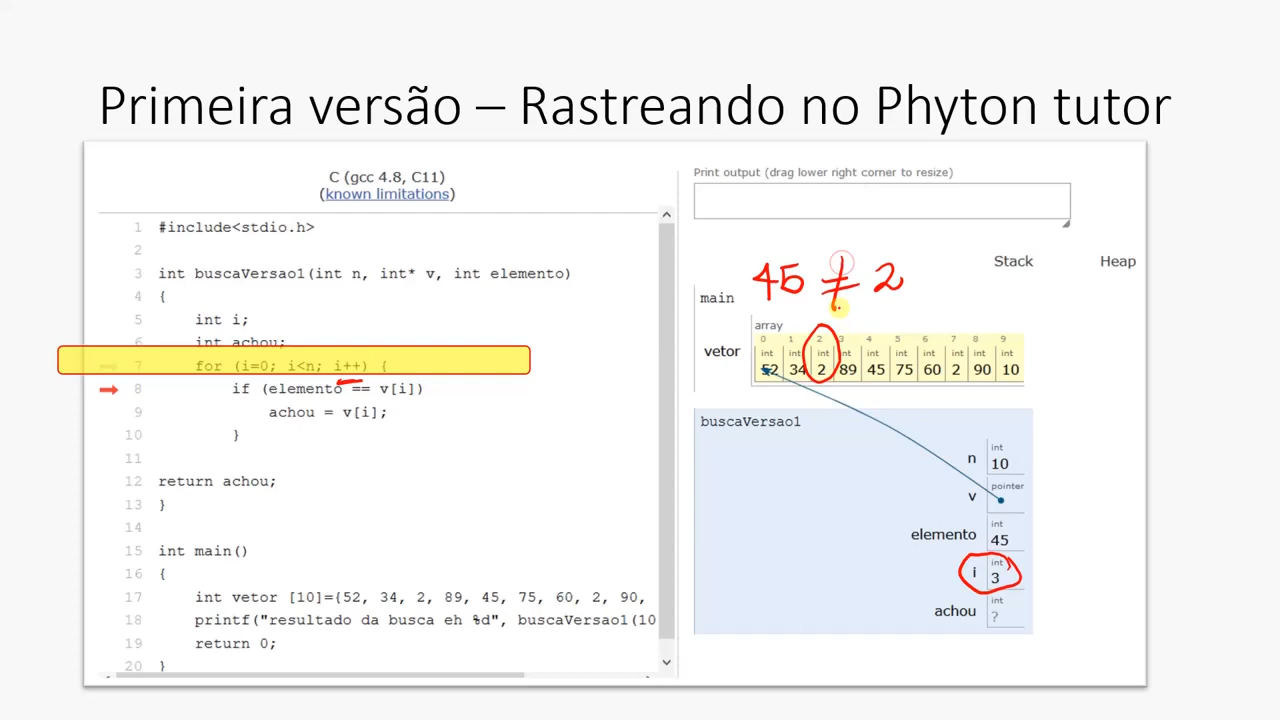 Primeira versão – Rastreando no Phyton tutor
C (gcc 4.8, C11)
(known limitations)
1 #include<stdio.h>
2
3 int buscaVersao1(int n, int* v, int elemento)
4 {
5 int i;
6 int achou;
7 for (i=0; i<n; i++) {
8 if (elemento == v[i])
9 achou = v[i];
10 }
11
12 return achou;
13 }
14
15 int main()
16 {
17 int vetor [10]={52, 34, 2, 89, 45, 75, 60, 2, 90,
18 printf("resultado da busca eh %d", buscaVersao1(10
19 return 0;
20 }
Print output (drag lower right corner to resize)
Stack Heap
45 ≠ 2
main
array
0 1 2 3 4 5 6 7 8 9
int int int int int int int int int int
vetor 52 34 2 89 45 75 60 2 90 10
buscaVersao1
int
n 10
pointer
v
int
elemento 45
int
i 3
int
achou ?